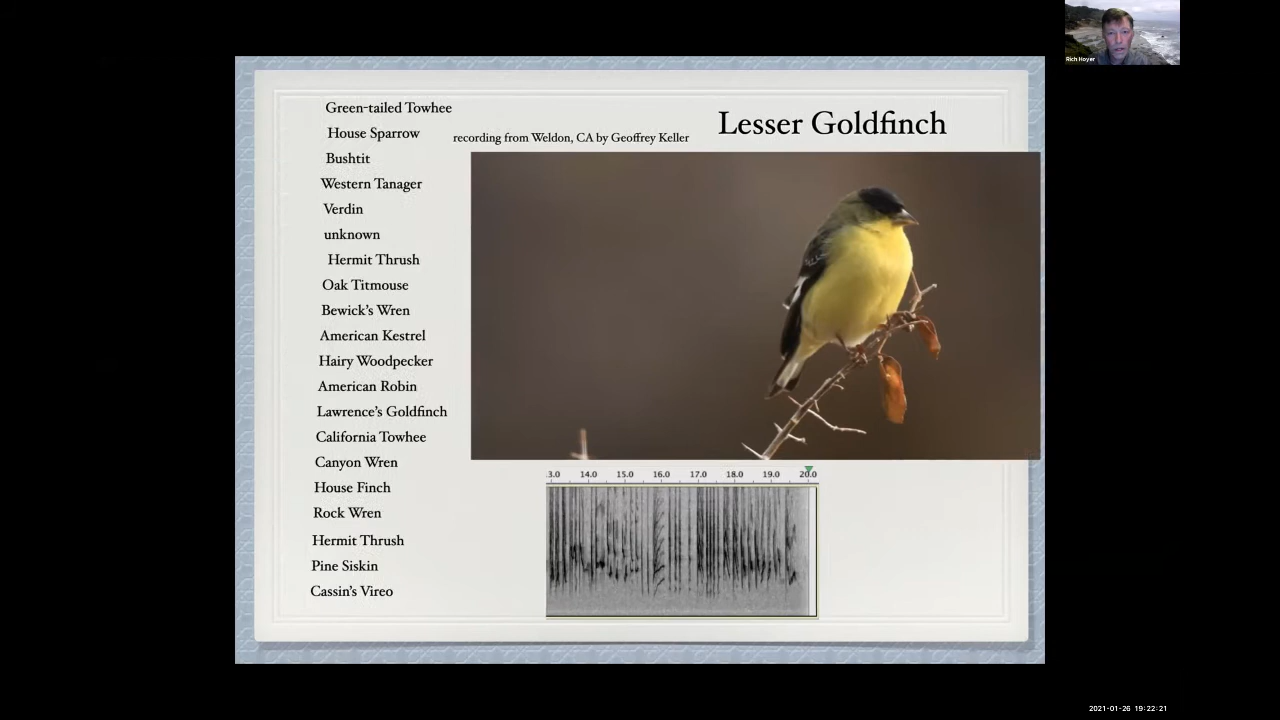 Rich Hoyer
Lesser Goldfinch
recording from Weldon, CA by Geoffrey Keller
Green-tailed Towhee
House Sparrow
Bushtit
Western Tanager
Verdin
unknown
Hermit Thrush
Oak Titmouse
Bewick's Wren
American Kestrel
Hairy Woodpecker
American Robin
Lawrence's Goldfinch
California Towhee
Canyon Wren
House Finch
Rock Wren
Hermit Thrush
Pine Siskin
Cassin's Vireo
3.0 14.0 15.0 16.0 17.0 18.0 19.0 20.0
2021-01-26 19:22:21